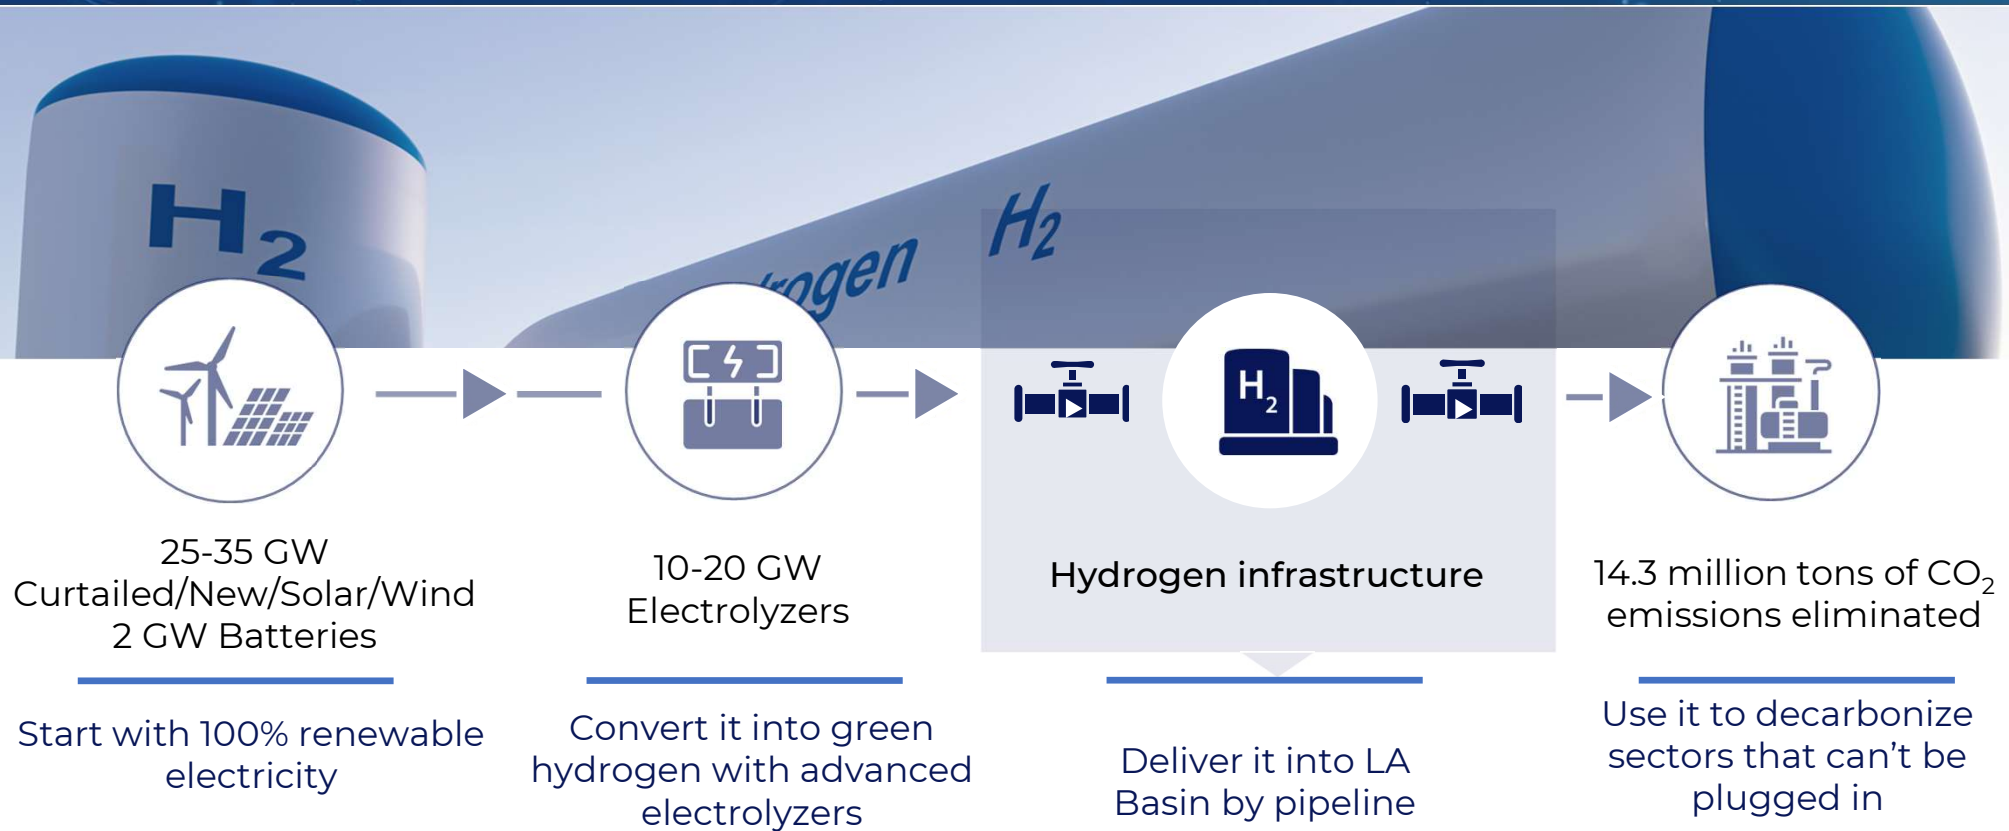 H2
rogen H2
H2
25-35 GW
Curtailed/New/Solar/Wind
2 GW Batteries
10-20 GW
Electrolyzers
Hydrogen infrastructure
14.3 million tons of CO2
emissions eliminated
Start with 100% renewable
electricity
Convert it into green
hydrogen with advanced
electrolyzers
Deliver it into LA
Basin by pipeline
Use it to decarbonize
sectors that can’t be
plugged in